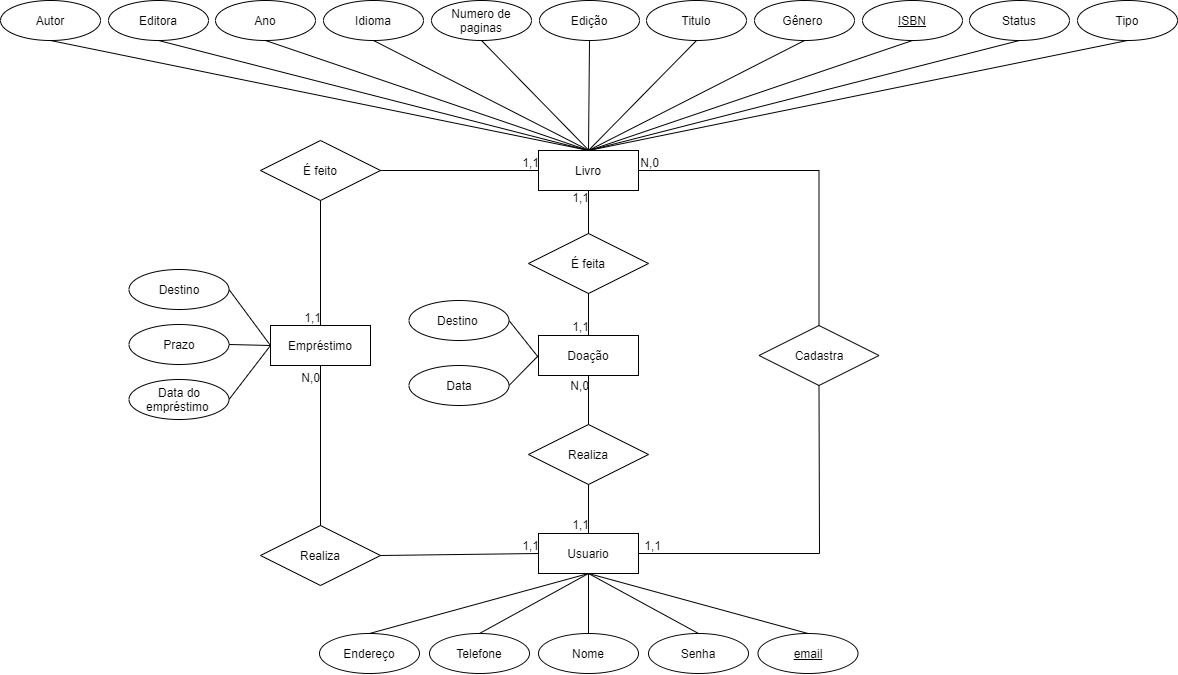 Autor
Editora
Ano
Idioma
Numero de
paginas
Edição
Titulo
Gênero
ISBN
Status
Tipo
É feito
1,1
Livro
N,0
1,1
É feita
Destino
Prazo
Data do
empréstimo
1,1
Empréstimo
N,0
Destino
Data
1,1
Doação
N,0
Cadastra
Realiza
1,1
Realiza
1,1
Usuario
1,1
Endereço
Telefone
Nome
Senha
email